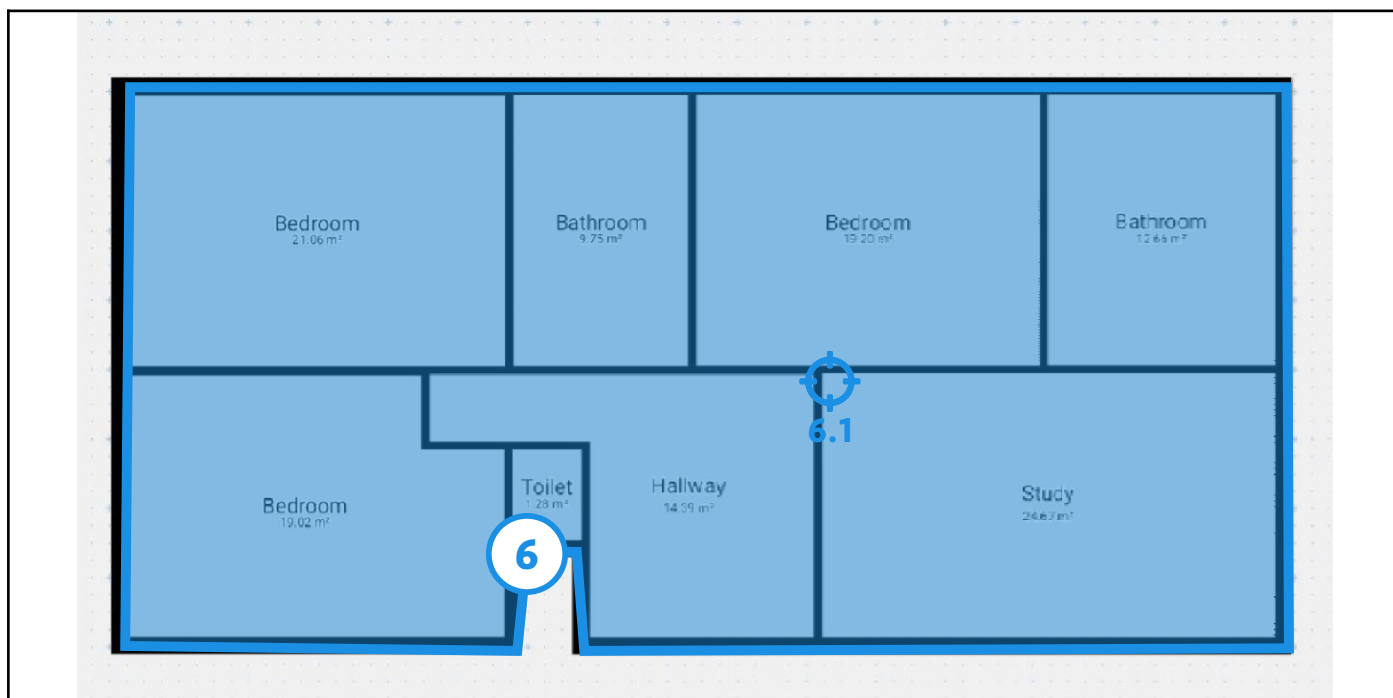 Bedroom
21.06 m²
Bathroom
9.75 m²
Bedroom
19.20 m²
Bathroom
12.66 m²
6.1
Bedroom
19.02 m²
Toilet
1.28 m²
Hallway
14.39 m²
Study
24.67 m²
6